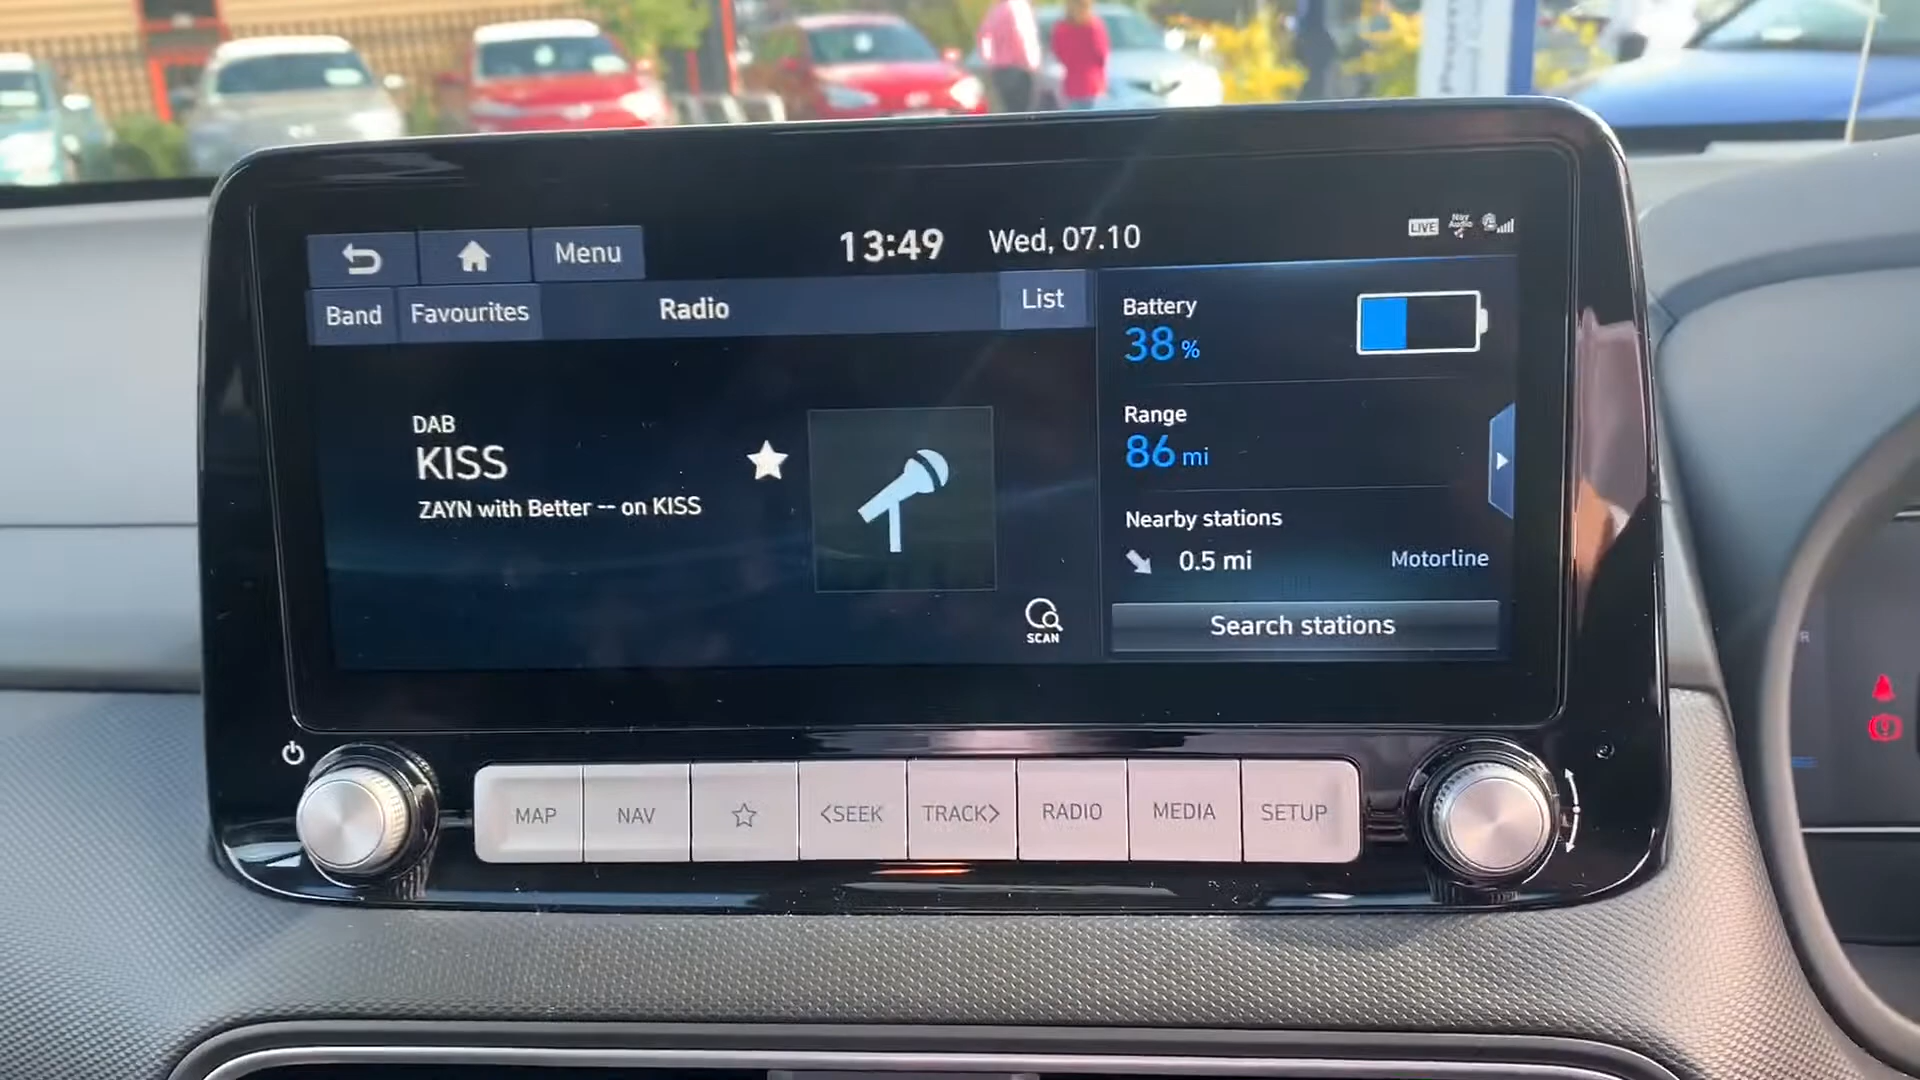 13:49
Wed, 07.10
LIVE
Nav
Audio
Menu
Band
Favourites
Radio
List
DAB
KISS
ZAYN with Better -- on KISS
SCAN
Battery
38 %
Range
86 mi
Nearby stations
0.5 mi
Motorline
Search stations
MAP
NAV
<SEEK
TRACK>
RADIO
MEDIA
SETUP